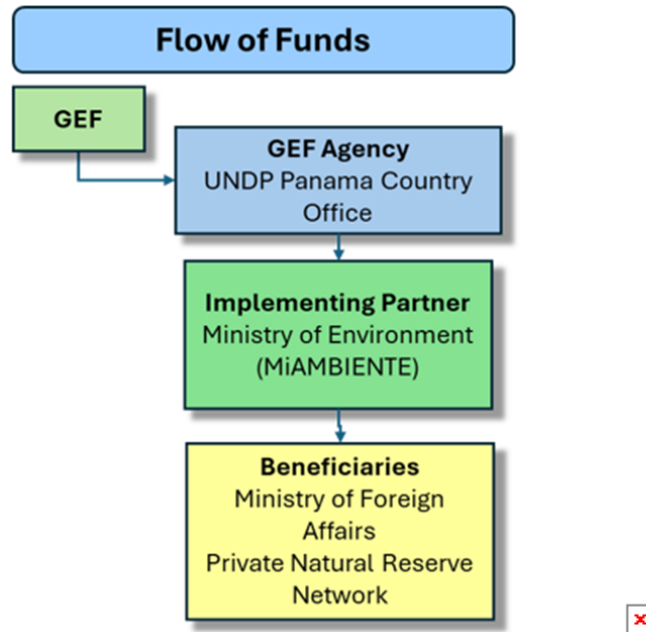 Flow of Funds
GEF
GEF Agency
UNDP Panama Country
Office
Implementing Partner
Ministry of Environment
(MiAMBIENTE)
Beneficiaries
Ministry of Foreign
Affairs
Private Natural Reserve
Network